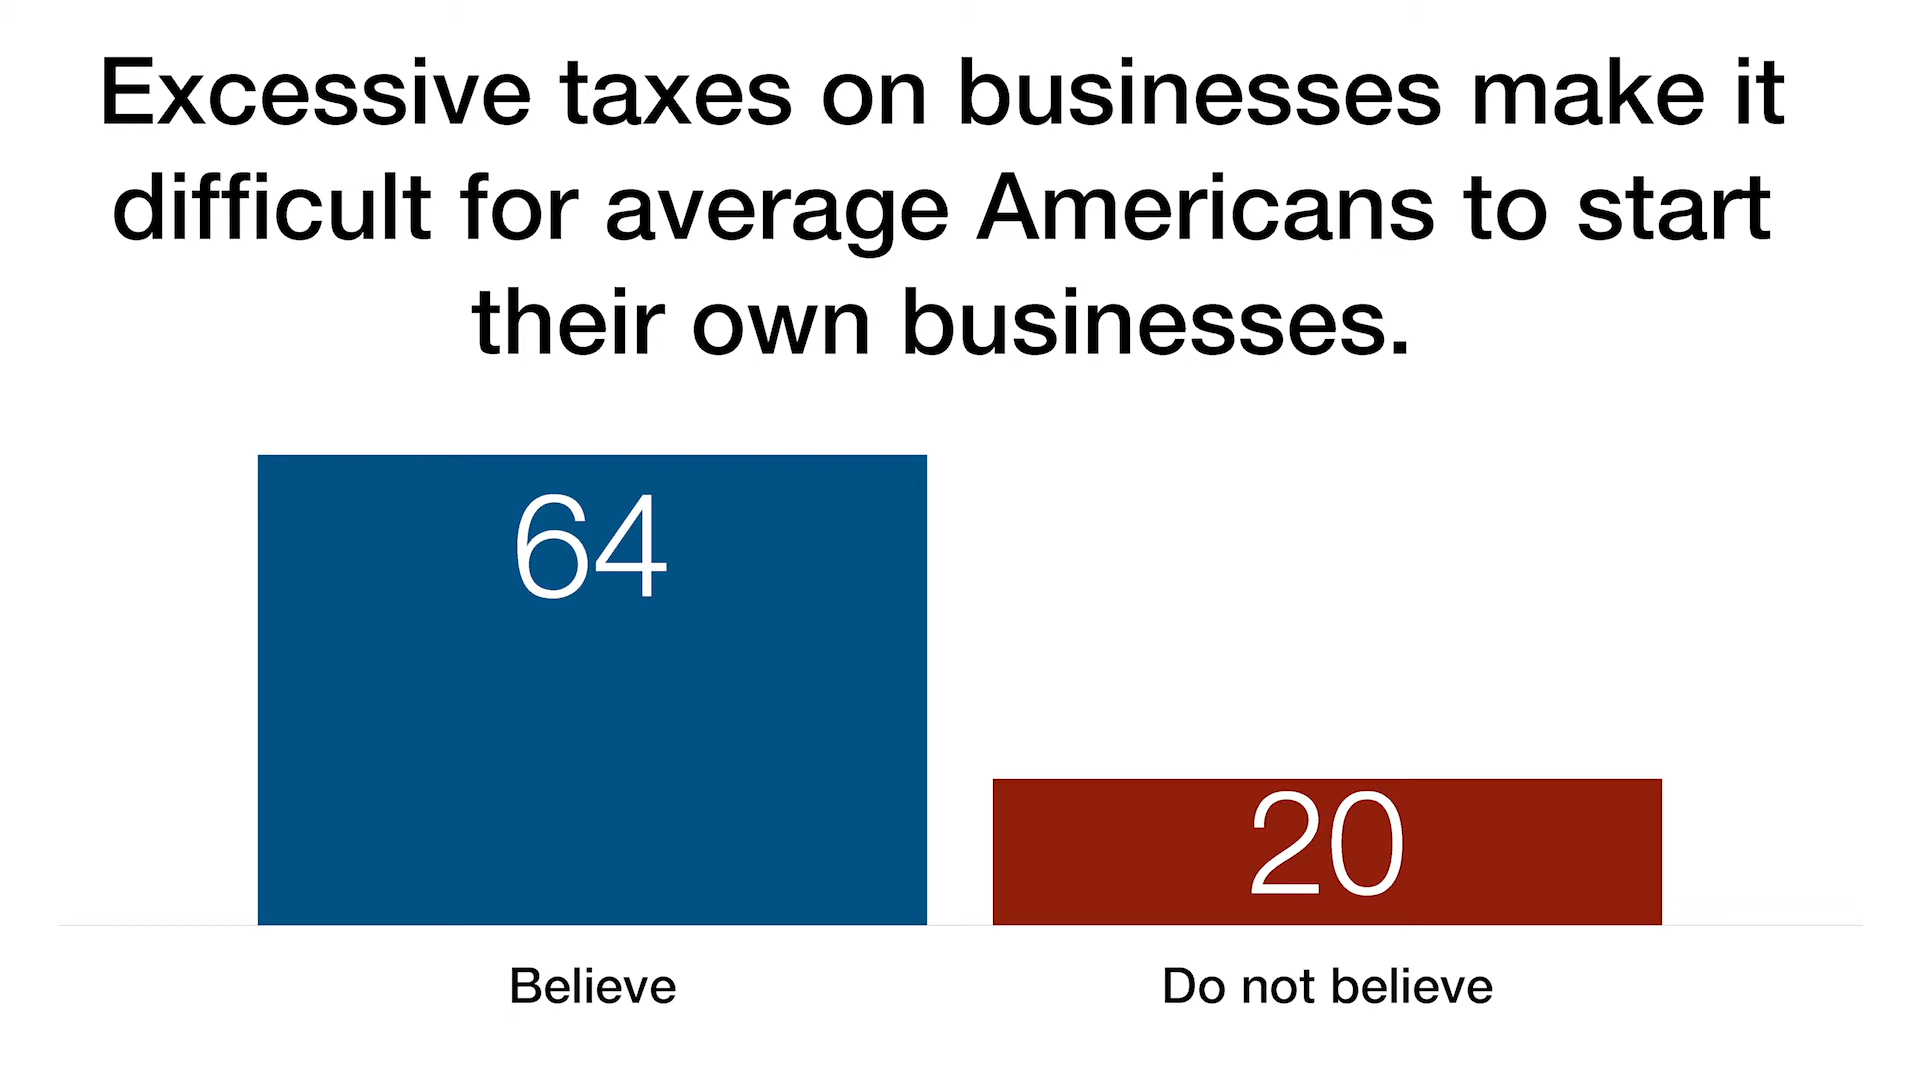 Excessive taxes on businesses make it
difficult for average Americans to start
their own businesses.
64
20
Believe
Do not believe